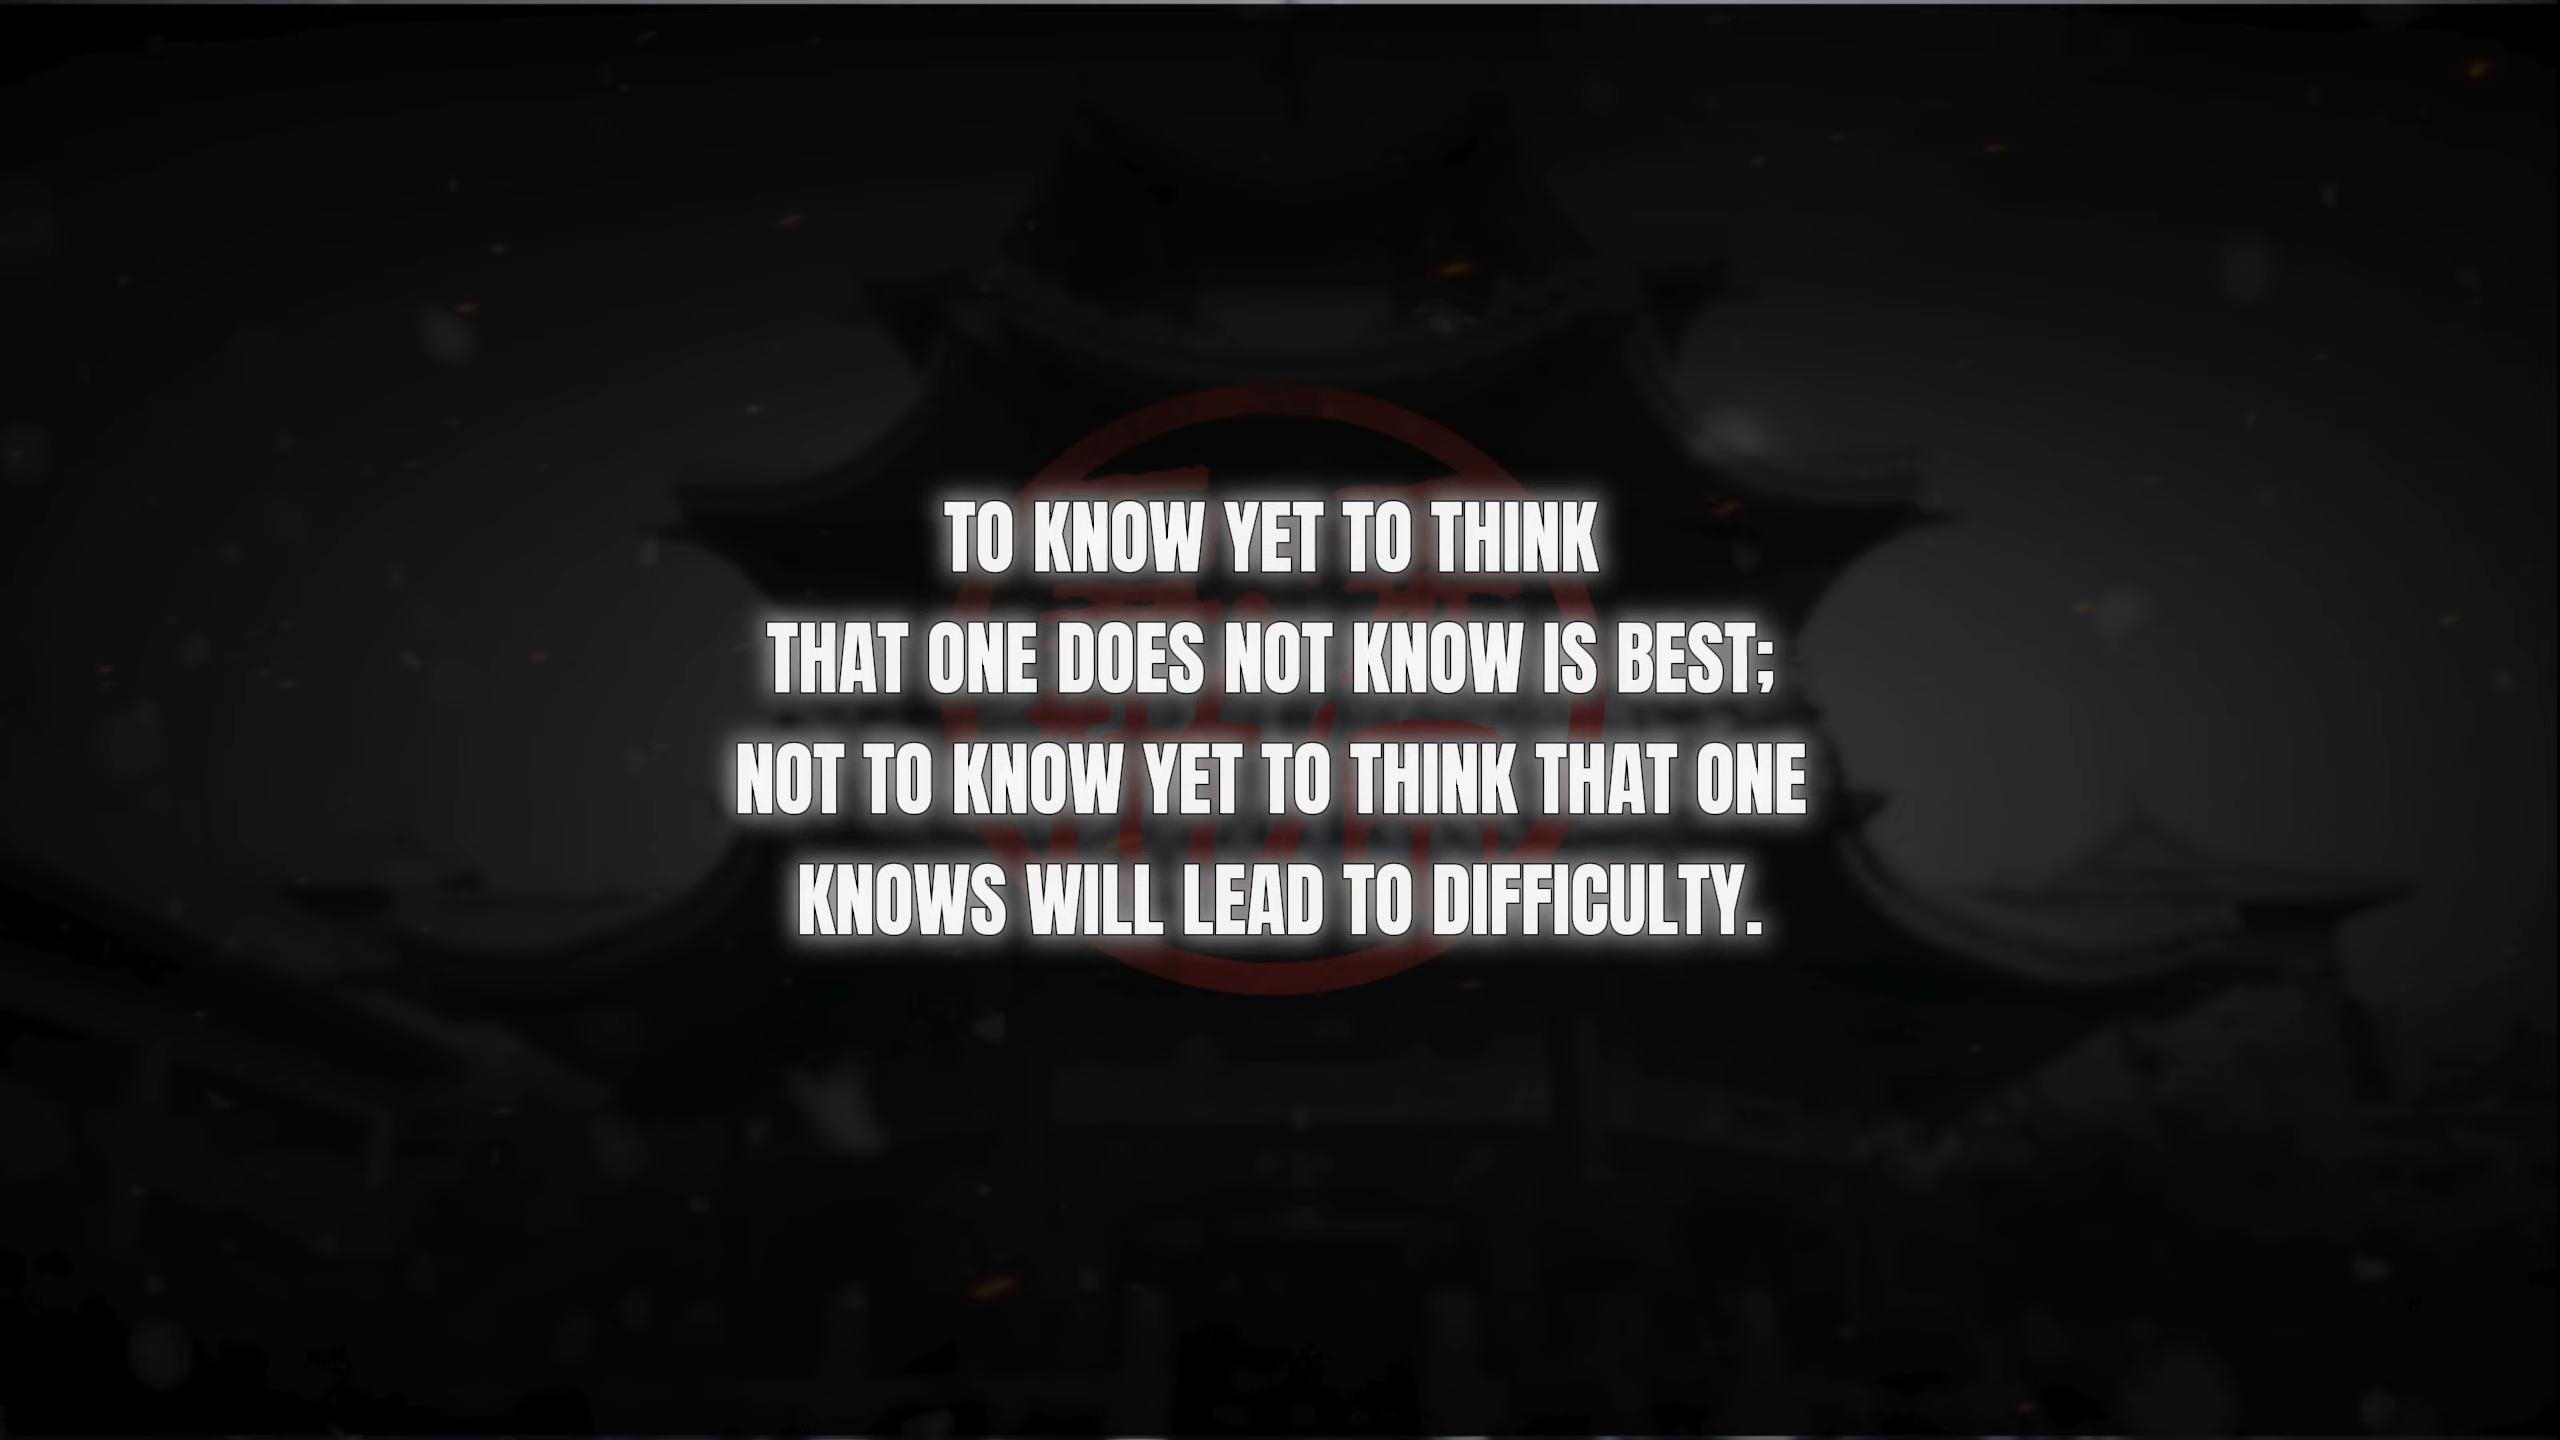 TO KNOW YET TO THINK
THAT ONE DOES NOT KNOW IS BEST;
NOT TO KNOW YET TO THINK THAT ONE
KNOWS WILL LEAD TO DIFFICULTY.